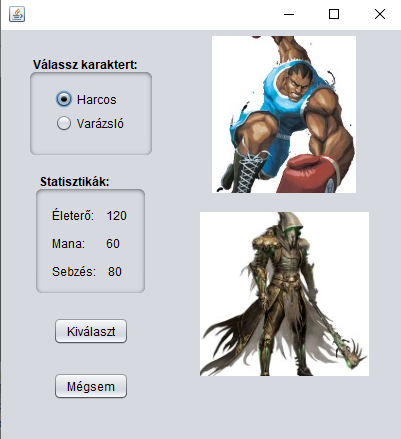 Válassz karaktert:
Harcos
Varázsló
Statisztikák:
Életerő: 120
Mana: 60
Sebzés: 80
Kiválaszt
Mégsem